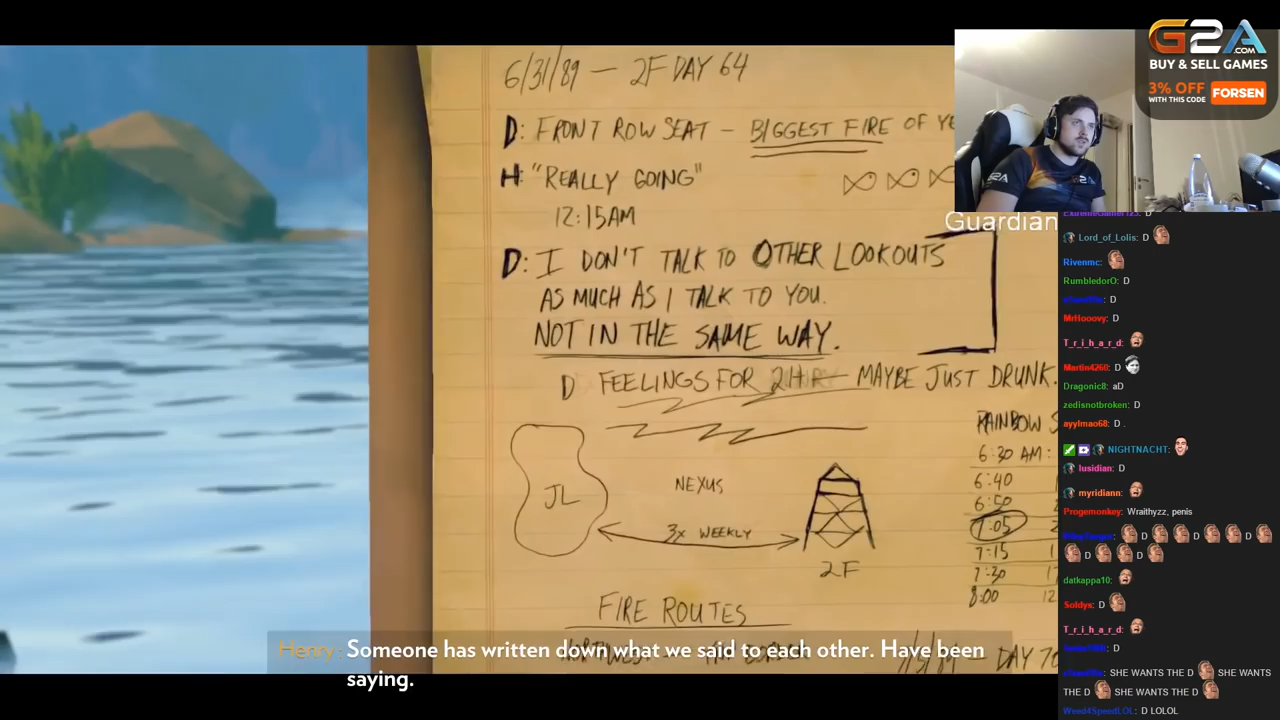 6/31/89 — 2F DAY 64
D: FRONT ROW SEAT — BIGGEST FIRE OF YE
H: "REALLY GOING"
12:15AM
D: I DON'T TALK TO OTHER LOOKOUTS
AS MUCH AS I TALK TO YOU.
NOT IN THE SAME WAY.
D FEELINGS FOR MAYBE JUST DRUNK.
JL
NEXUS
3x WEEKLY
2F
RAINBOW S
6:30 AM:
6:40
6:50
7:05
7:15
7:30
8:00
FIRE ROUTES
DAY 70
Guardian
Henry: Someone has written down what we said to each other. Have been
saying.
G2A
.COM
BUY & SELL GAMES
3% OFF
WITH THIS CODE
FORSEN
G2A
ExtremeGamer123: D
Lord_of_Lolis: D
Rivenmc:
RumbledorO: D
D
MrHooovy: D
T_r_i_h_a_r_d:
Martin4260: D
Dragonic8: aD
zedisnotbroken: D
ayylmao68: D .
NIGHTNACHT:
lusidian: D
myridiann:
Progemonkey: Wraithyzz, penis
D D D
D D D
datkappa10:
Soldys: D
T_r_i_h_a_r_d:
D
SHE WANTS THE D SHE WANTS
THE D SHE WANTS THE D
Weed4SpeedLOL: D LOLOL